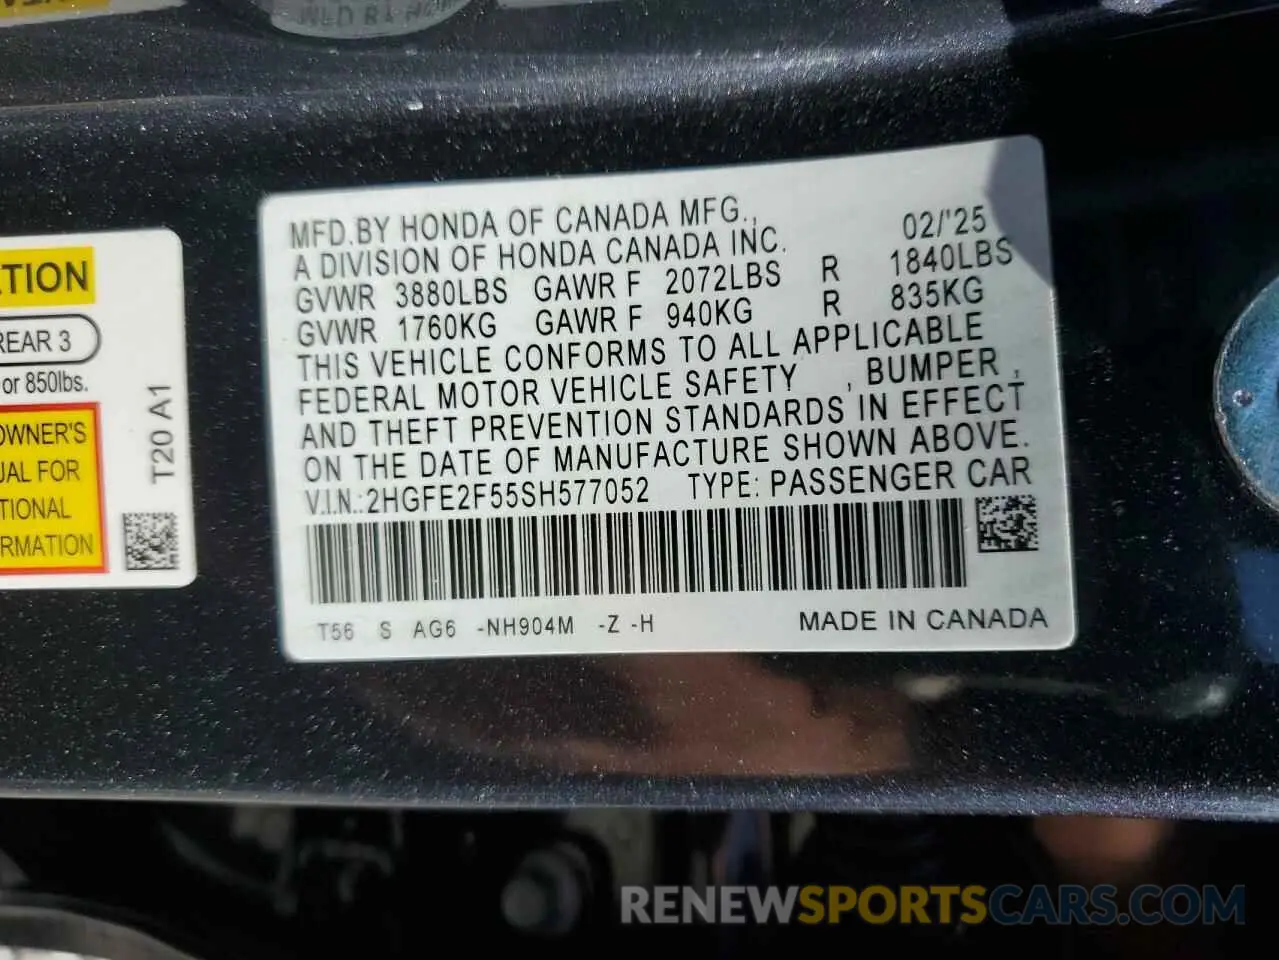 MFD.BY HONDA OF CANADA MFG., 02/'25
A DIVISION OF HONDA CANADA INC.
GVWR 3880LBS GAWR F 2072LBS R 1840LBS
GVWR 1760KG GAWR F 940KG R 835KG
THIS VEHICLE CONFORMS TO ALL APPLICABLE
FEDERAL MOTOR VEHICLE SAFETY , BUMPER ,
AND THEFT PREVENTION STANDARDS IN EFFECT
ON THE DATE OF MANUFACTURE SHOWN ABOVE.
V.I.N.:2HGFE2F55SH577052 TYPE: PASSENGER CAR
T56 S AG6 -NH904M -Z -H MADE IN CANADA
TION
REAR 3
or 850lbs.
OWNER'S
UAL FOR
TIONAL
RMATION
T20 A1
RENEWSPORTSCARS.COM